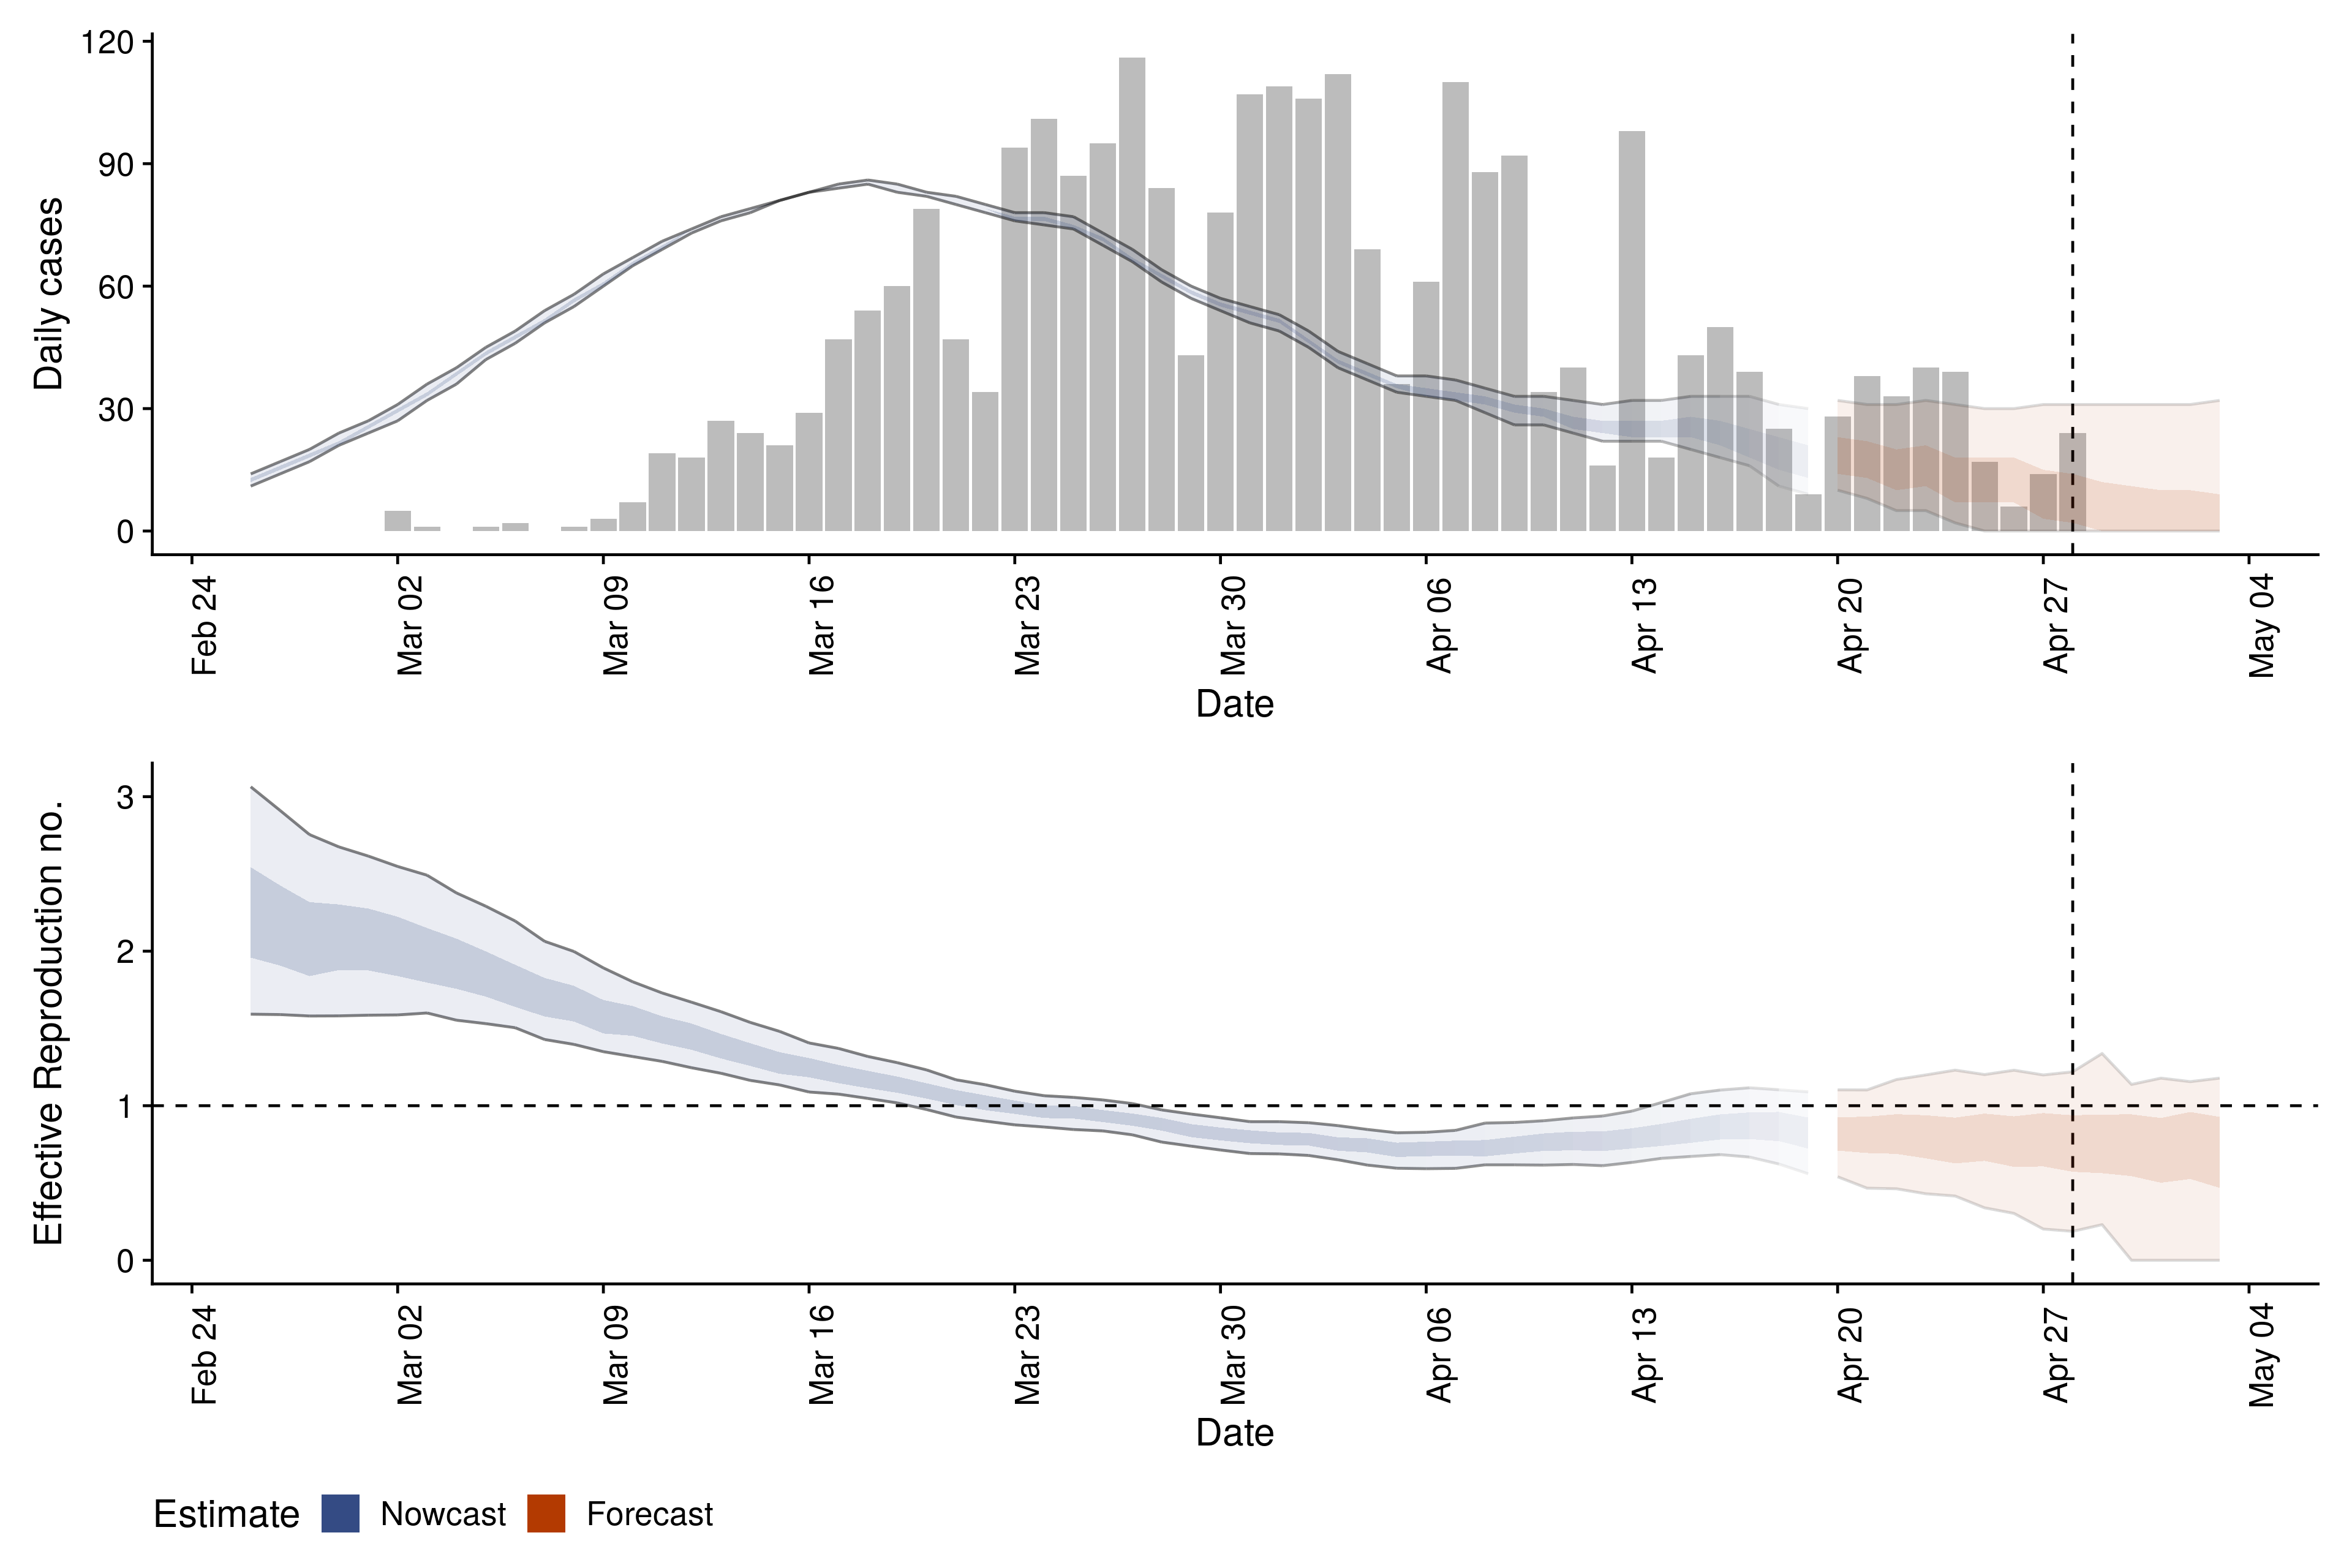 Daily cases
120
90
60
30
0
Feb 24
Mar 02
Mar 09
Mar 16
Mar 23
Mar 30
Apr 06
Apr 13
Apr 20
Apr 27
May 04
Date
Effective Reproduction no.
3
2
1
0
Feb 24
Mar 02
Mar 09
Mar 16
Mar 23
Mar 30
Apr 06
Apr 13
Apr 20
Apr 27
May 04
Date
Estimate Nowcast Forecast